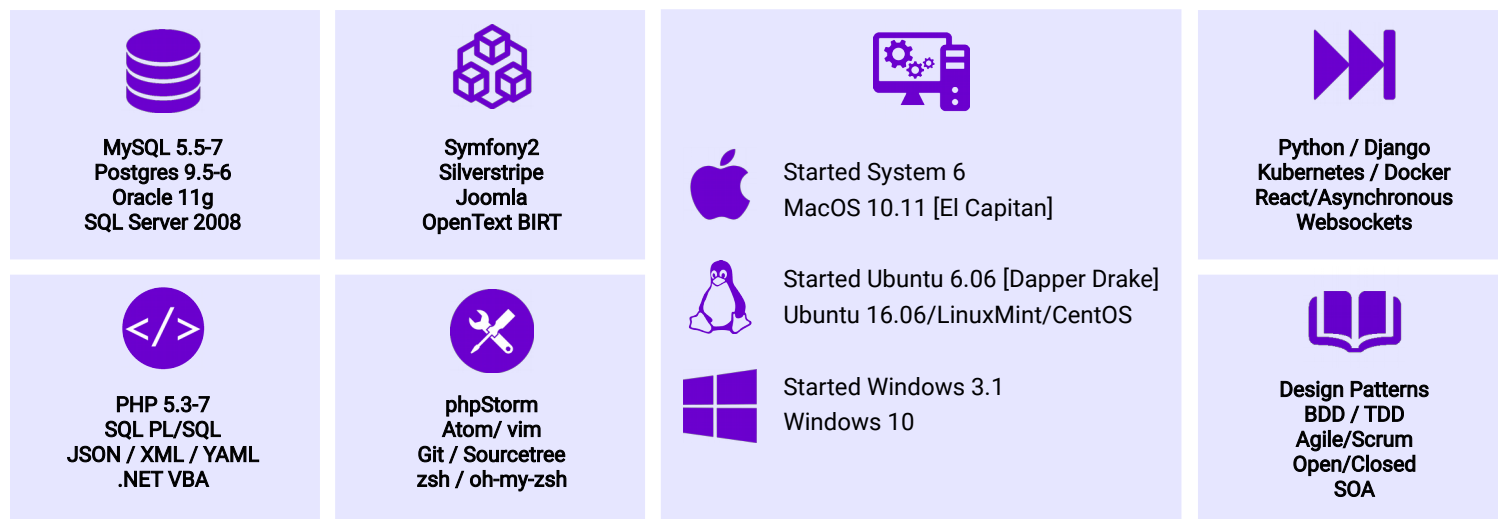 MySQL 5.5-7
Postgres 9.5-6
Oracle 11g
SQL Server 2008
Symfony2
Silverstripe
Joomla
OpenText BIRT
Started System 6
MacOS 10.11 [El Capitan]
Started Ubuntu 6.06 [Dapper Drake]
Ubuntu 16.06/LinuxMint/CentOS
Started Windows 3.1
Windows 10
Python / Django
Kubernetes / Docker
React/Asynchronous
Websockets
</>
PHP 5.3-7
SQL PL/SQL
JSON / XML / YAML
.NET VBA
phpStorm
Atom/ vim
Git / Sourcetree
zsh / oh-my-zsh
Design Patterns
BDD / TDD
Agile/Scrum
Open/Closed
SOA